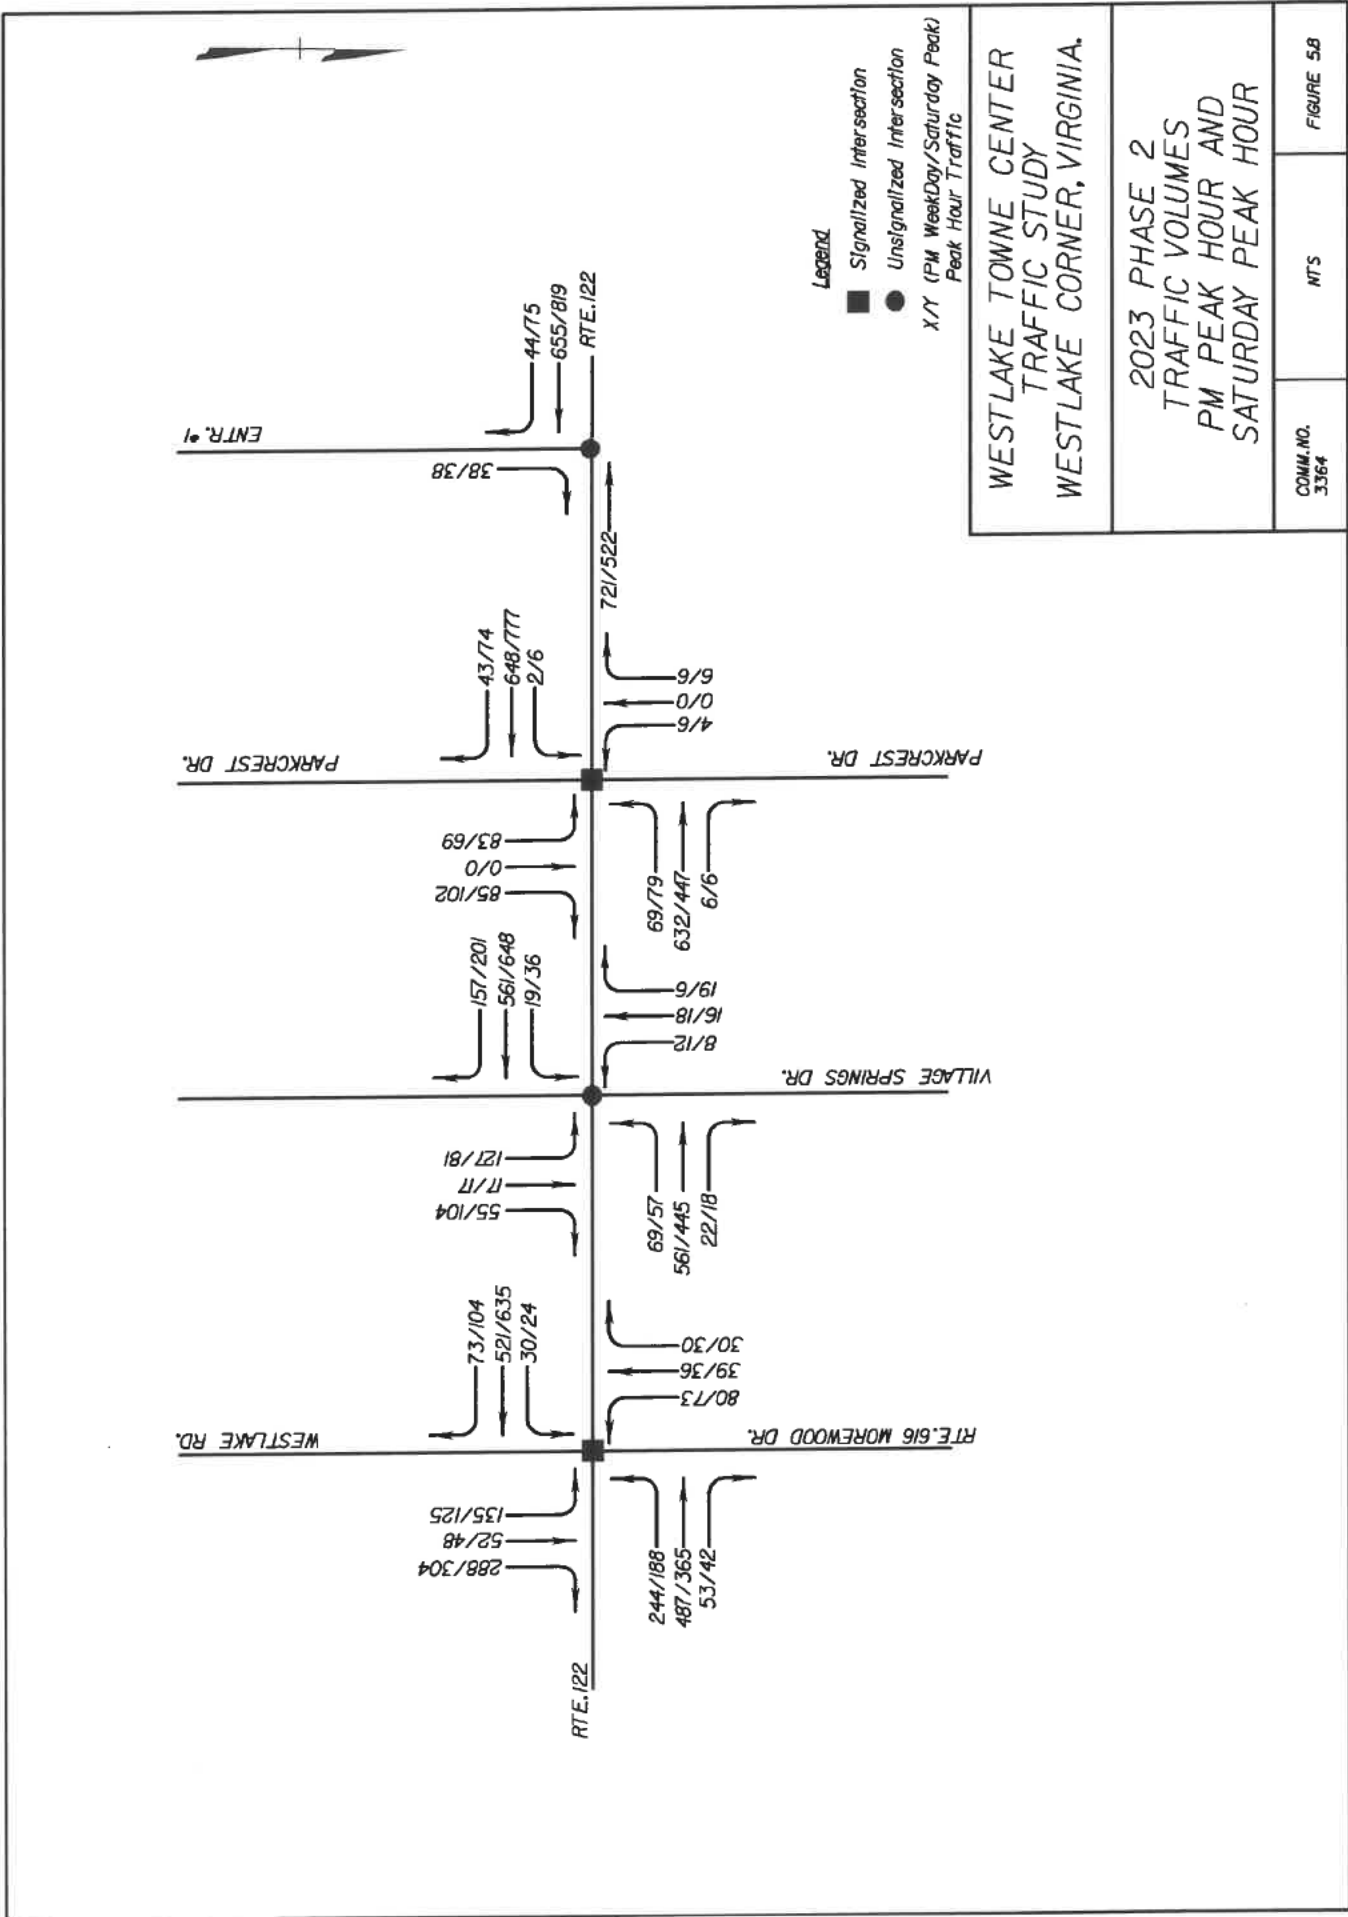 ENTR. #1
44/75
655/819
RTE.122
38/38
721/522
PARKCREST DR.
43/74
648/777
2/6
83/69
0/0
85/102
6/6
0/0
4/6
PARKCREST DR.
69/79
632/447
6/6
157/201
561/648
19/36
127/81
17/17
55/104
19/6
16/18
8/12
VILLAGE SPRINGS DR.
69/57
561/445
22/18
WESTLAKE RD.
73/104
521/635
30/24
135/125
52/48
288/304
30/30
39/36
80/73
RTE.616 MOREWOOD DR.
244/188
487/365
53/42
RTE.122
Legend
Signalized Intersection
Unsignalized Intersection
X/Y (PM WeekDay/Saturday Peak)
Peak Hour Traffic
WESTLAKE TOWNE CENTER
TRAFFIC STUDY
WESTLAKE CORNER, VIRGINIA.
2023 PHASE 2
TRAFFIC VOLUMES
PM PEAK HOUR AND
SATURDAY PEAK HOUR
COMM.NO.
3364
NTS
FIGURE 5.8